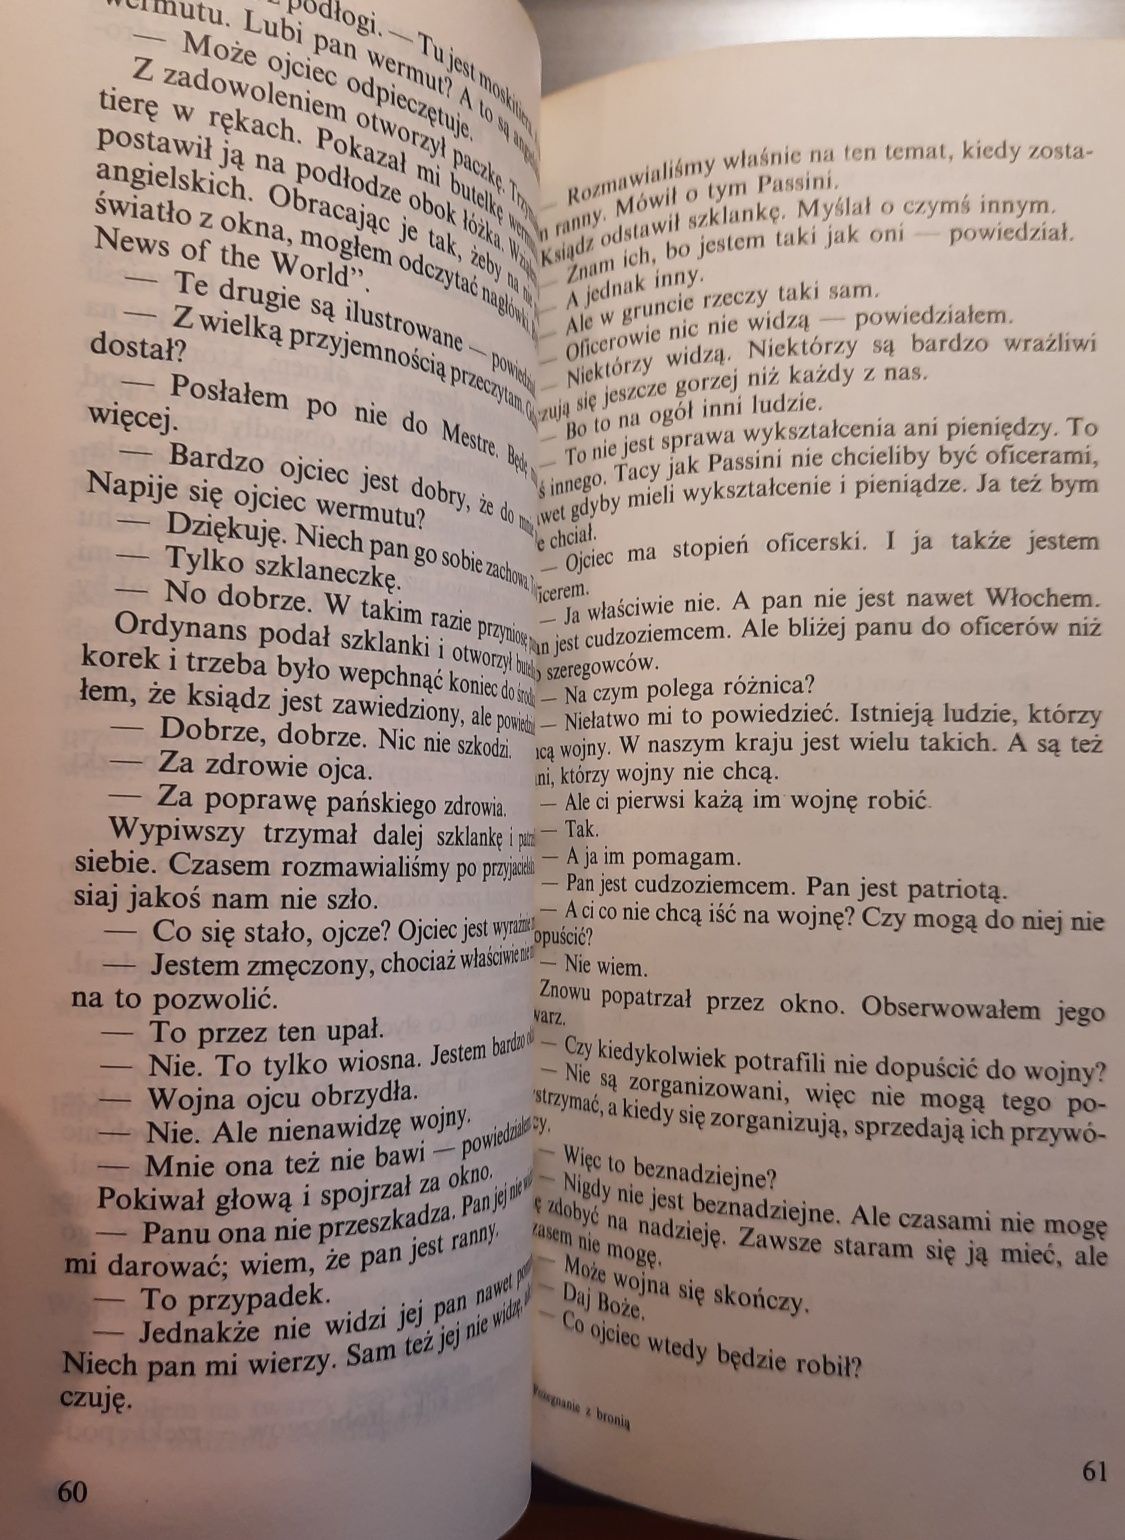 podłogi. — Tu jest moskitiera,
wermutu. Lubi pan wermut? A to są
— Może ojciec odpieczętuje.
Z zadowoleniem otworzył paczkę.
tierę w rękach. Pokazał mi butelkę
postawił ją na podłodze obok łóżka.
angielskich. Obracając je tak, żeby na nie
światło z okna, mogłem odczytać nagłówki
News of the World”.
— Te drugie są ilustrowane —
— Z wielką przyjemnością przeczytam.
dostał?
— Posłałem po nie do Mestre. Będę
więcej.
— Bardzo ojciec jest dobry, że do
Napije się ojciec wermutu?
— Dziękuję. Niech pan go sobie zachowa.
— Tylko szklaneczkę.
— No dobrze. W takim razie przyniosę
Ordynans podał szklanki i otworzył
korek i trzeba było wepchnąć koniec do
łem, że ksiądz jest zawiedziony, ale
— Dobrze, dobrze. Nic nie szkodzi.
— Za zdrowie ojca.
— Za poprawę pańskiego zdrowia.
Wypiwszy trzymał dalej szklankę i
siebie. Czasem rozmawialiśmy po
siaj jakoś nam nie szło.
— Co się stało, ojcze? Ojciec jest wyraźnie
— Jestem zmęczony, chociaż właściwie nie
na to pozwolić.
— To przez ten upał.
— Nie. To tylko wiosna. Jestem bardzo
— Wojna ojcu obrzydła.
— Nie. Ale nienawidzę wojny.
— Mnie ona też nie bawi —
Pokiwał głową i spojrzał za okno.
— Panu ona nie przeszkadza. Pan jej nie
mi darować; wiem, że pan jest ranny.
— To przypadek.
— Jednakże nie widzi jej pan nawet
Niech pan mi wierzy. Sam też jej nie widzę,
czuję.
60
— Rozmawialiśmy właśnie na ten temat, kiedy zosta-
ranny. Mówił o tym Passini.
Ksiądz odstawił szklankę. Myślał o czymś innym.
— Znam ich, bo jestem taki jak oni — powiedział.
— A jednak inny.
— Ale w gruncie rzeczy taki sam.
— Oficerowie nic nie widzą — powiedziałem.
— Niektórzy widzą. Niektórzy są bardzo wrażliwi
się jeszcze gorzej niż każdy z nas.
— Bo to na ogół inni ludzie.
— To nie jest sprawa wykształcenia ani pieniędzy. To
innego. Tacy jak Passini nie chcieliby być oficerami,
gdyby mieli wykształcenie i pieniądze. Ja też bym
chciał.
— Ojciec ma stopień oficerski. I ja także jestem
icerem.
— Ja właściwie nie. A pan nie jest nawet Włochem.
jest cudzoziemcem. Ale bliżej panu do oficerów niż
szeregowców.
— Na czym polega różnica?
— Niełatwo mi to powiedzieć. Istnieją ludzie, którzy
cą wojny. W naszym kraju jest wielu takich. A są też
ni, którzy wojny nie chcą.
— Ale ci pierwsi każą im wojnę robić.
— Tak.
— A ja im pomagam.
— Pan jest cudzoziemcem. Pan jest patriotą.
— A ci co nie chcą iść na wojnę? Czy mogą do niej nie
opuścić?
— Nie wiem.
Znowu popatrzał przez okno. Obserwowałem jego
warz.
— Czy kiedykolwiek potrafili nie dopuścić do wojny?
— Nie są zorganizowani, więc nie mogą tego po-
strzymać, a kiedy się zorganizują, sprzedają ich przywó-
cy.
— Więc to beznadziejne?
— Nigdy nie jest beznadziejne. Ale czasami nie mogę
ę zdobyć na nadzieję. Zawsze staram się ją mieć, ale
zasem nie mogę.
— Może wojna się skończy.
— Daj Boże.
— Co ojciec wtedy będzie robił?
Pożegnanie z bronią
61